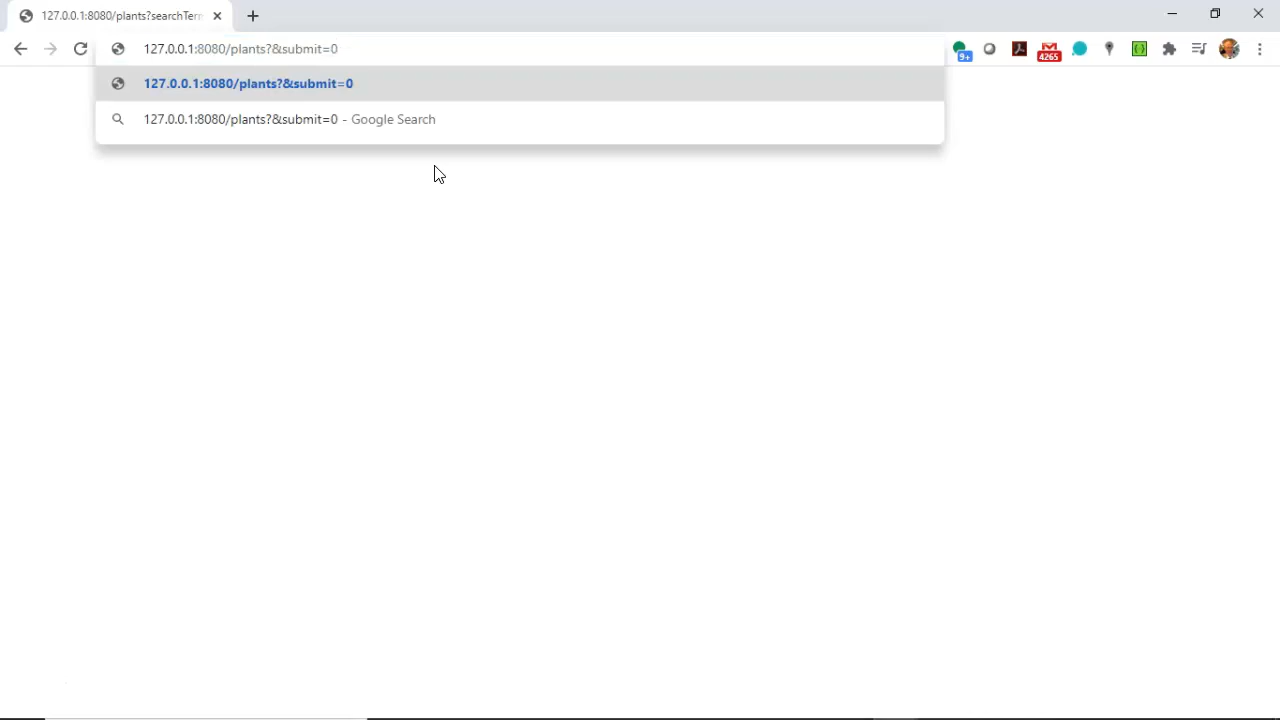 127.0.0.1:8080/plants?searchTerm
127.0.0.1:8080/plants?&submit=0
127.0.0.1:8080/plants?&submit=0
127.0.0.1:8080/plants?&submit=0 - Google Search
9+
4265